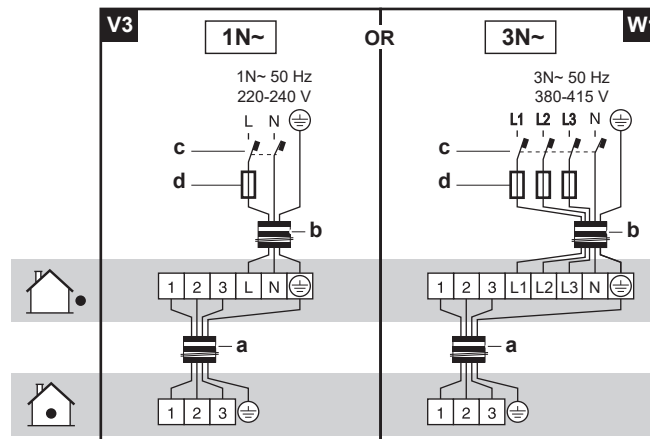 V3
1N~
OR
3N~
W1
1N~ 50 Hz
220-240 V
L N
c
d
b
1 2 3 L N
a
1 2 3
3N~ 50 Hz
380-415 V
L1 L2 L3 N
c
d
b
1 2 3 L1 L2 L3 N
a
1 2 3